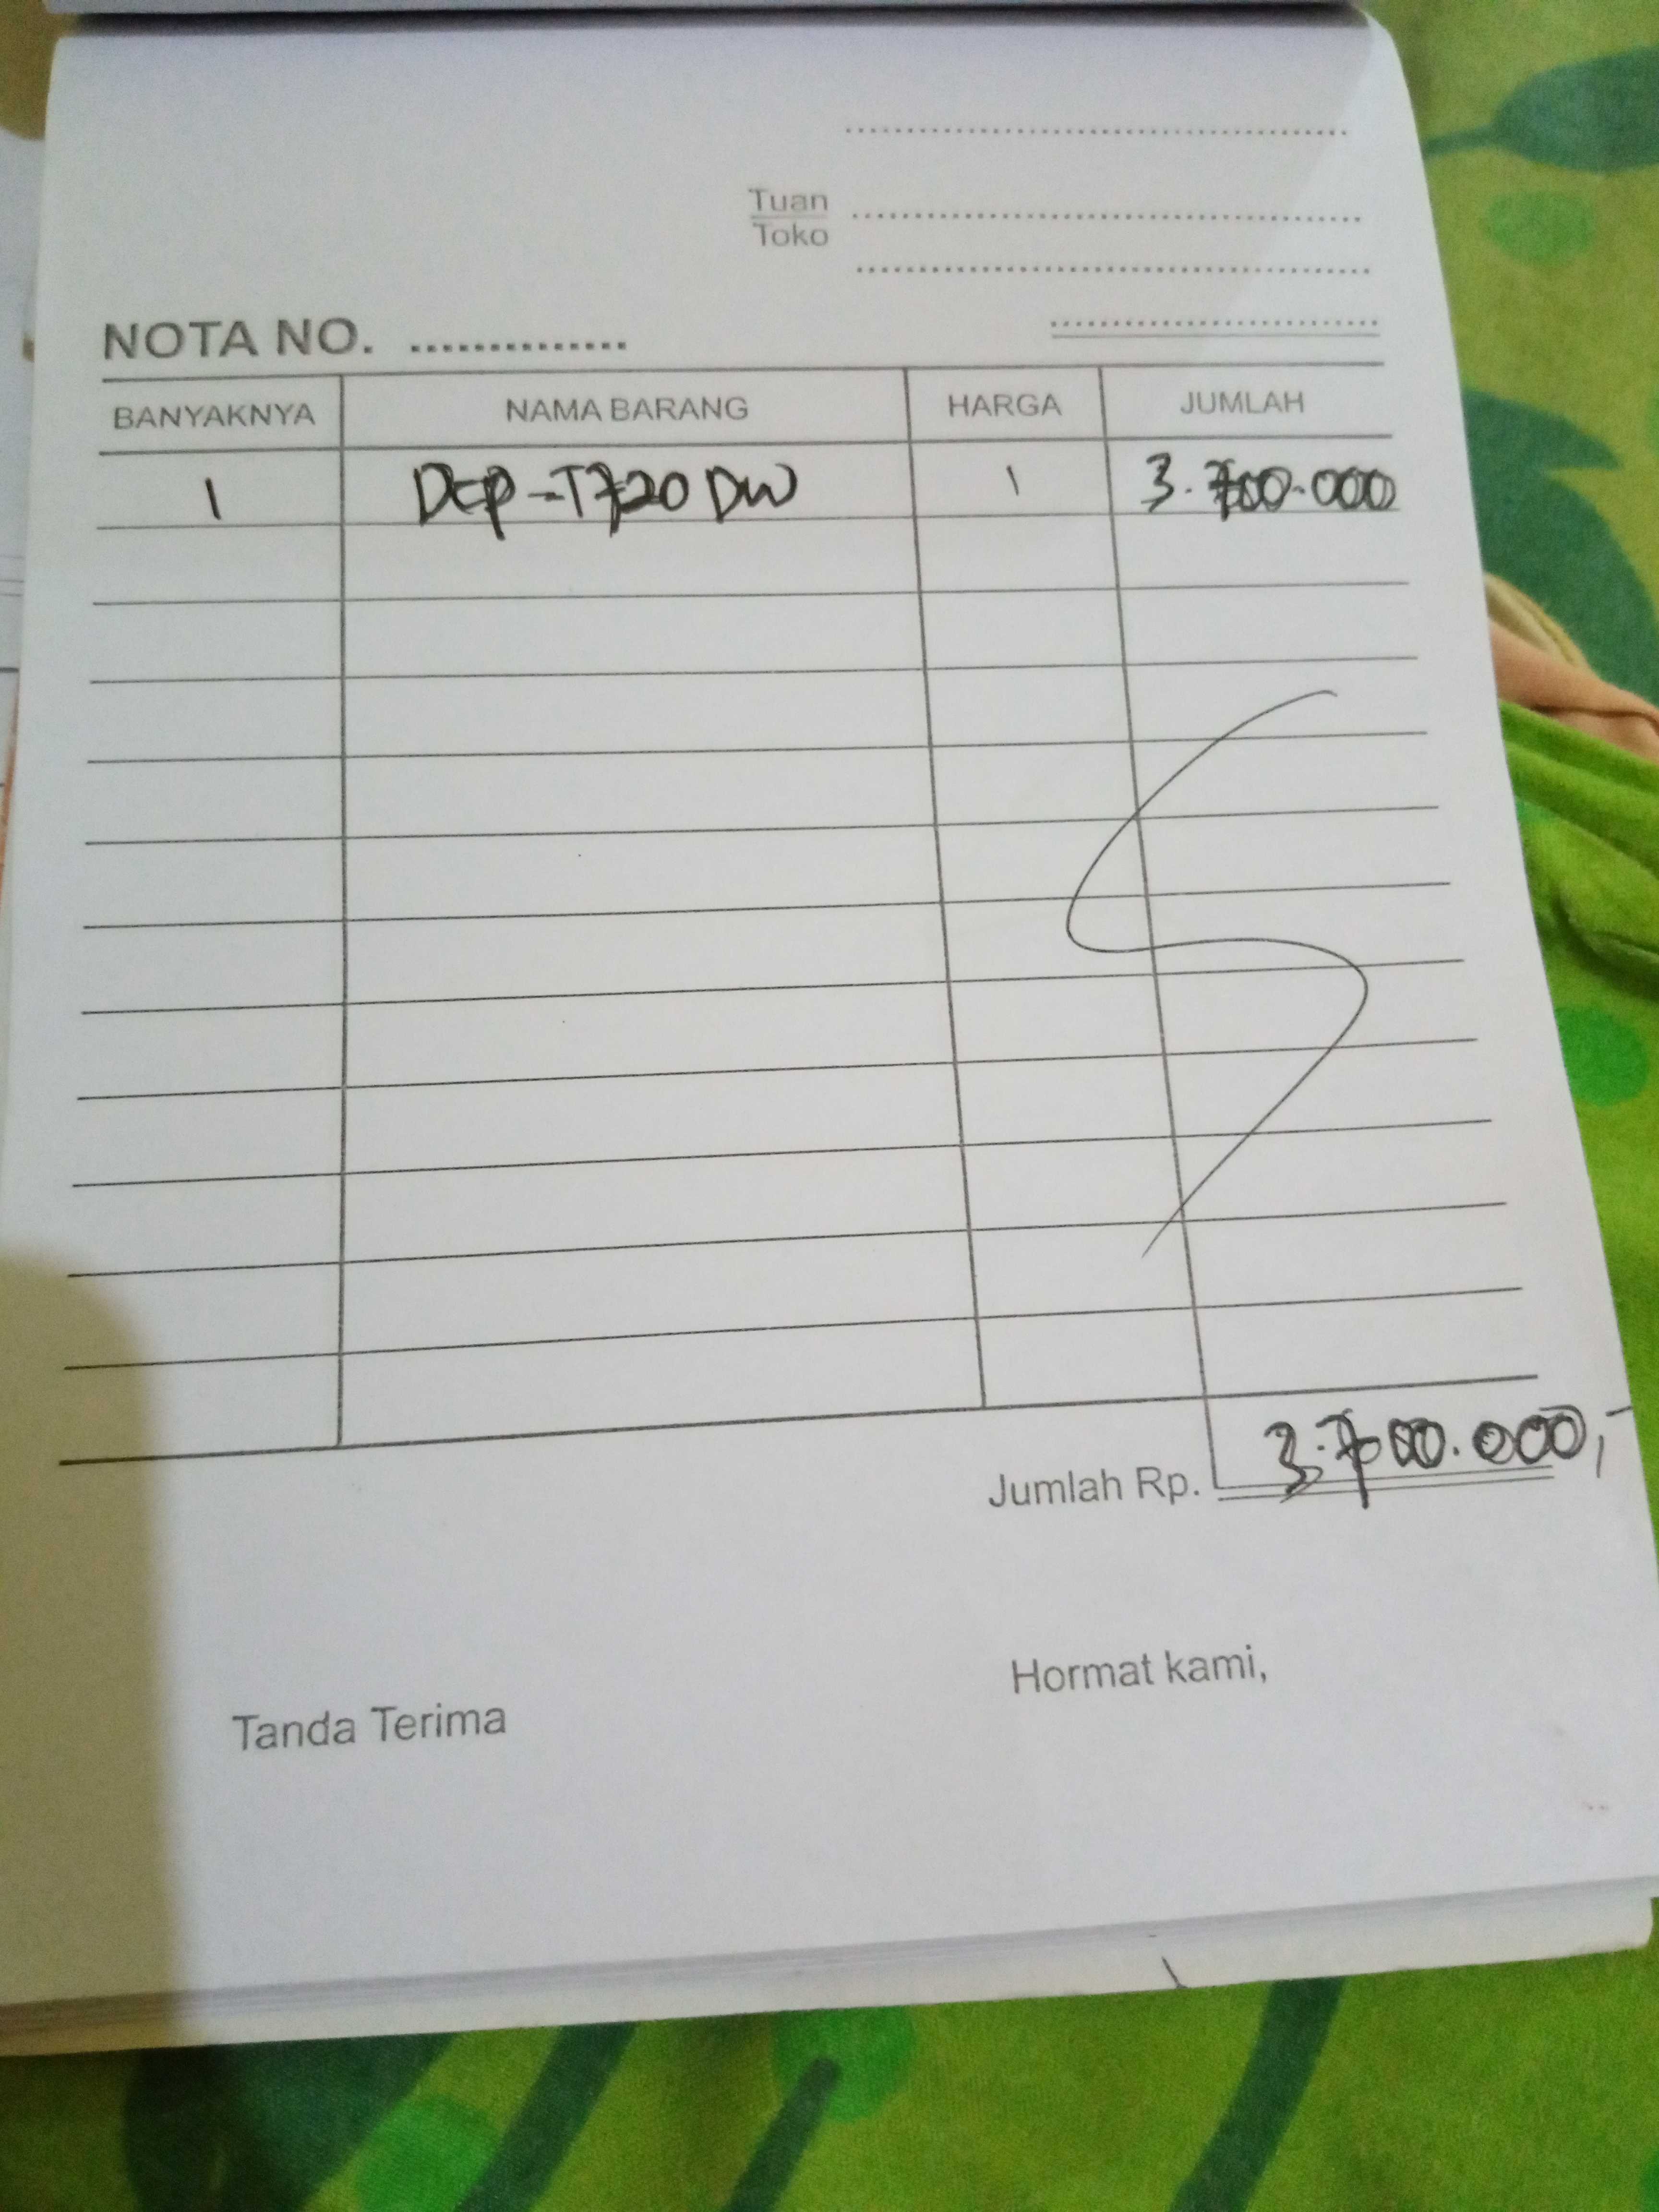 Tuan
Toko
NOTA NO. ..............
BANYAKNYA NAMA BARANG HARGA JUMLAH
1 DCP-T720 DW 1 3.700.000
Jumlah Rp. 3.700.000,-
Tanda Terima
Hormat kami,